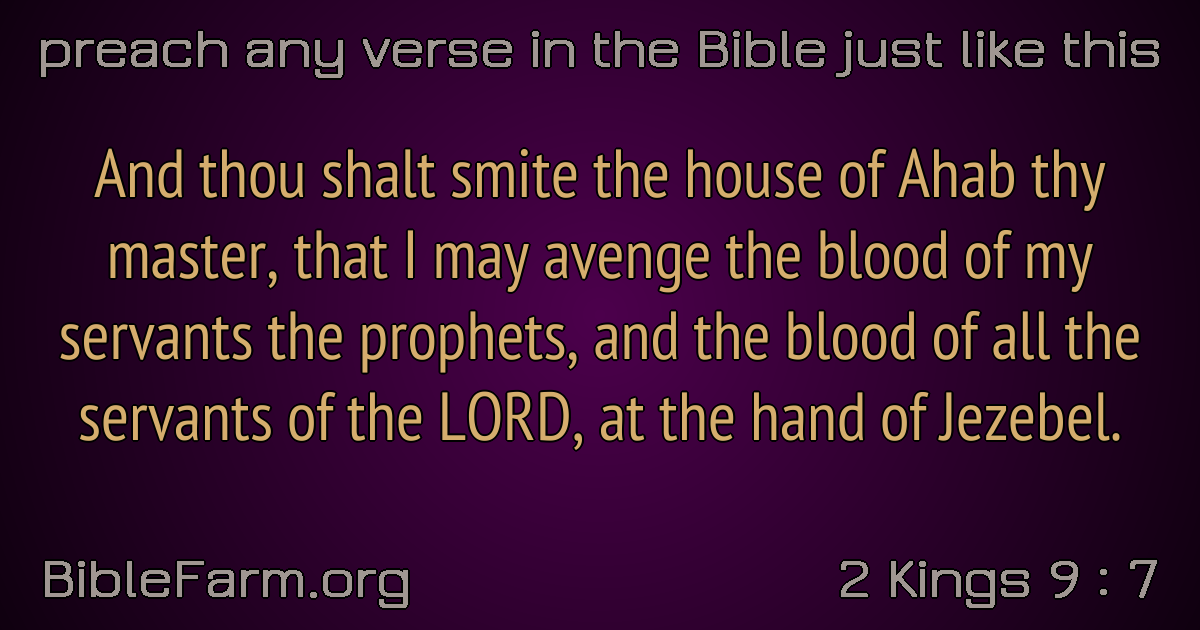 preach any verse in the Bible just like this
And thou shalt smite the house of Ahab thy
master, that I may avenge the blood of my
servants the prophets, and the blood of all the
servants of the LORD, at the hand of Jezebel.
BibleFarm.org
2 Kings 9 : 7